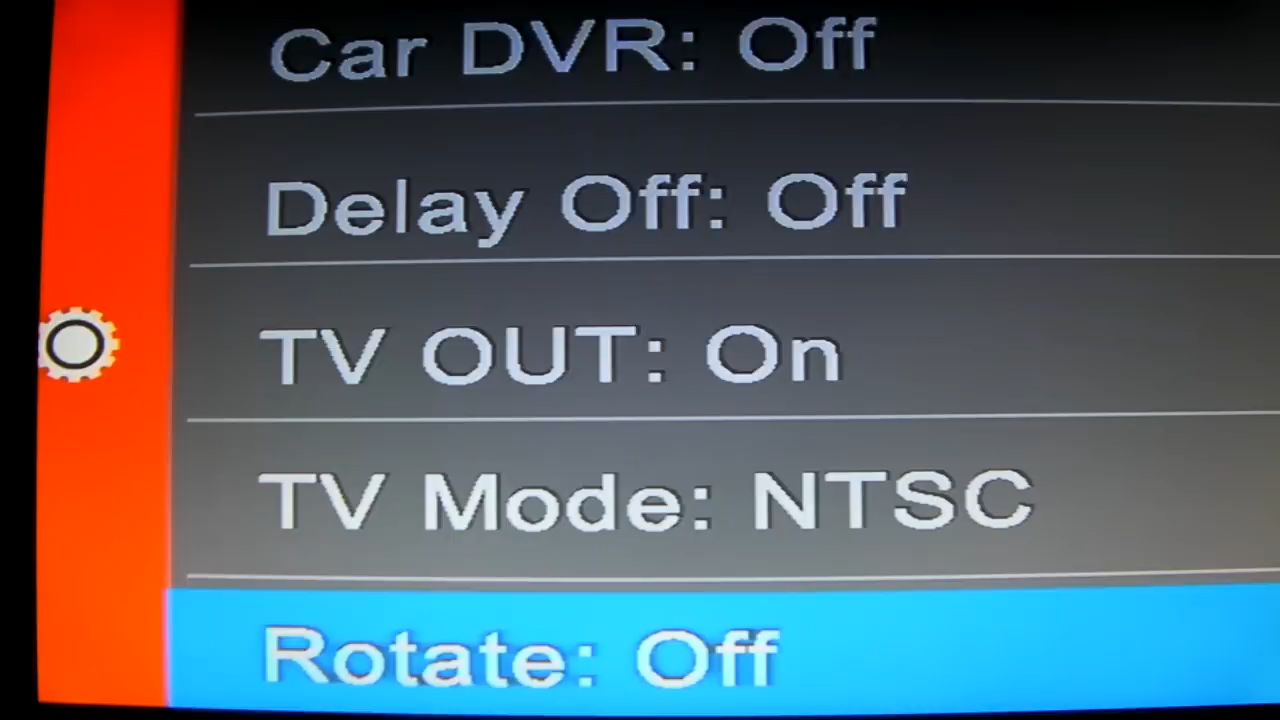 Car DVR: Off
Delay Off: Off
TV OUT: On
TV Mode: NTSC
Rotate: Off